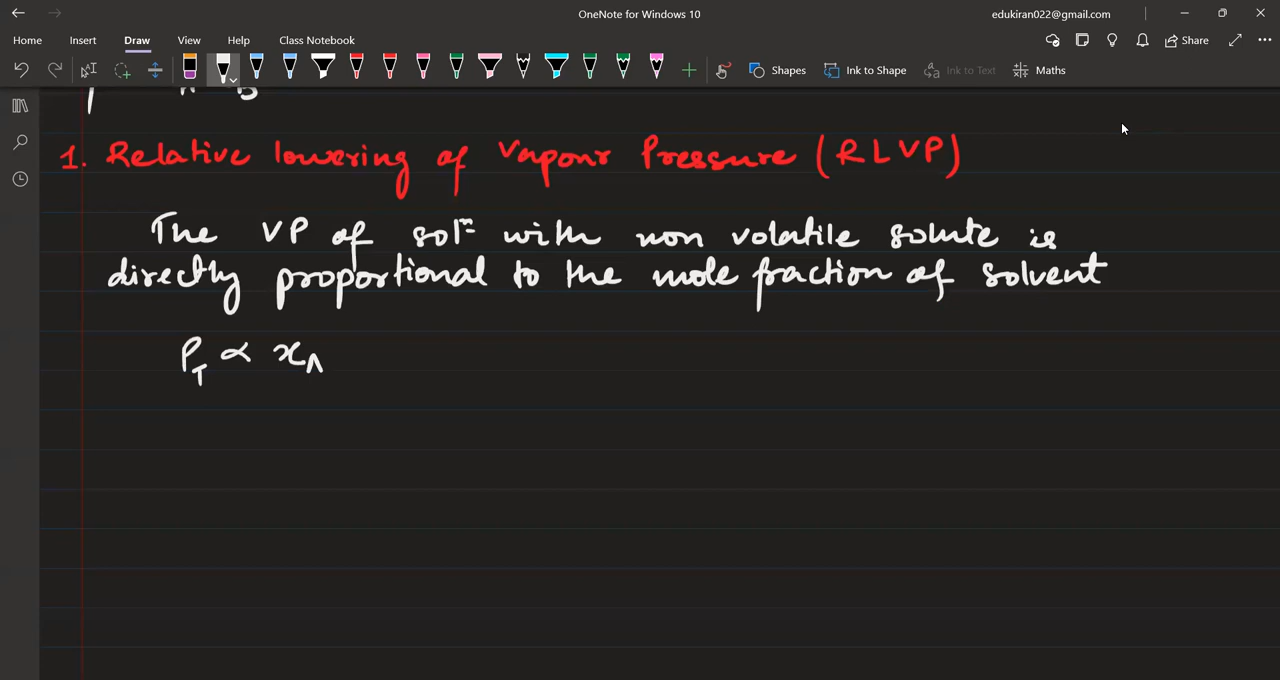 OneNote for Windows 10
edukiran022@gmail.com
Home Insert Draw View Help Class Notebook
Share
Shapes Ink to Shape Ink to Text Maths
1. Relative lowering of Vapour Pressure (RLVP)
The VP of solⁿ with non volatile solute is
directly proportional to the mole fraction of solvent
P_T ∝ x_A